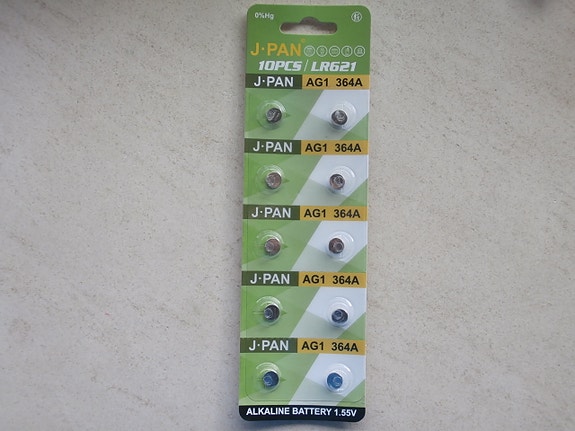 0%Hg
J·PAN®
10PCS/LR621
J·PAN AG1 364A
J·PAN AG1 364A
J·PAN AG1 364A
J·PAN AG1 364A
J·PAN AG1 364A
ALKALINE BATTERY 1.55V